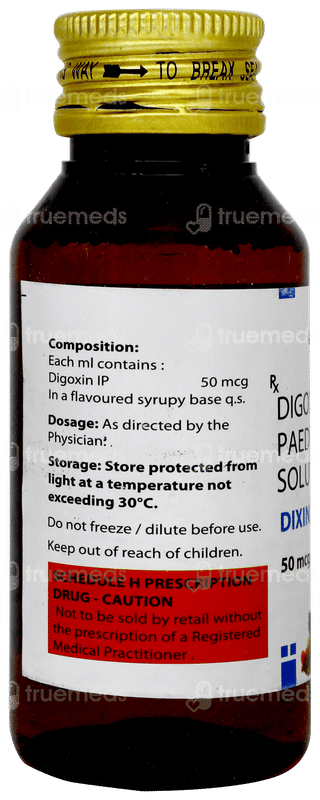 WAY TO BREAK
Composition:
Each ml contains :
Digoxin IP 50 mcg
In a flavoured syrupy base q.s.
Dosage: As directed by the
Physician.
Storage: Store protected from
light at a temperature not
exceeding 30°C.
Do not freeze / dilute before use.
Keep out of reach of children.
SCHEDULE H PRESCRIPTION
DRUG - CAUTION
Not to be sold by retail without
the prescription of a Registered
Medical Practitioner .
Rx
DIGO
PAED
SOLU
DIXIN
50 mcg
truemeds